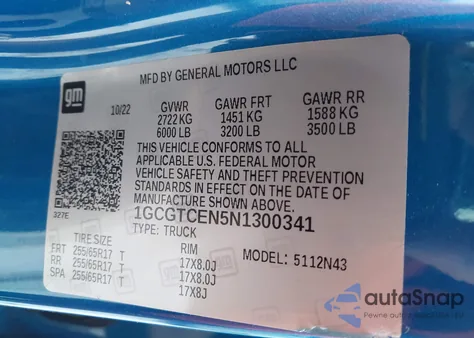 MFD BY GENERAL MOTORS LLC
gm
10/22
GVWR GAWR FRT GAWR RR
2722 KG 1451 KG 1588 KG
6000 LB 3200 LB 3500 LB
THIS VEHICLE CONFORMS TO ALL
APPLICABLE U.S. FEDERAL MOTOR
VEHICLE SAFETY AND THEFT PREVENTION
STANDARDS IN EFFECT ON THE DATE OF
MANUFACTURE SHOWN ABOVE.
327E
1GCGTCEN5N1300341
TYPE: TRUCK
TIRE SIZE RIM MODEL: 5112N43
FRT 255/65R17 T 17X8.0J
RR 255/65R17 T 17X8.0J
SPA 255/65R17 T 17X8J
autoSnap
Pewne auto